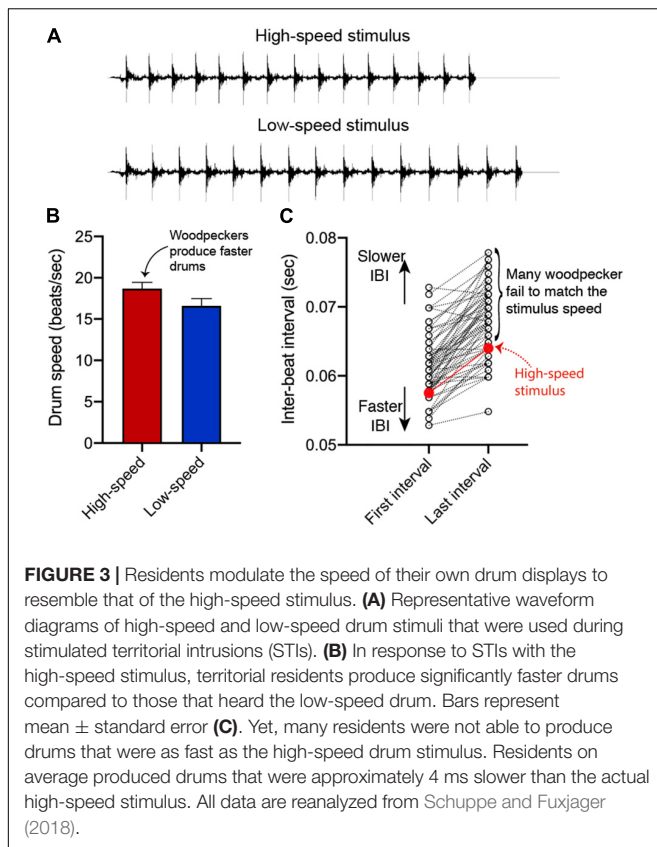 A
High-speed stimulus
Low-speed stimulus
B
Drum speed (beats/sec)
25
20
15
10
5
0
Woodpeckers
produce faster
drums
High-speed
Low-speed
C
Inter-beat interval (sec)
0.08
0.07
0.06
0.05
Slower
IBI
Faster
IBI
Many woodpecker
fail to match the
stimulus speed
High-speed
stimulus
First interval
Last interval
FIGURE 3 | Residents modulate the speed of their own drum displays to
resemble that of the high-speed stimulus. (A) Representative waveform
diagrams of high-speed and low-speed drum stimuli that were used during
stimulated territorial intrusions (STIs). (B) In response to STIs with the
high-speed stimulus, territorial residents produce significantly faster drums
compared to those that heard the low-speed drum. Bars represent
mean ± standard error (C). Yet, many residents were not able to produce
drums that were as fast as the high-speed drum stimulus. Residents on
average produced drums that were approximately 4 ms slower than the actual
high-speed stimulus. All data are reanalyzed from Schuppe and Fuxjager
(2018).